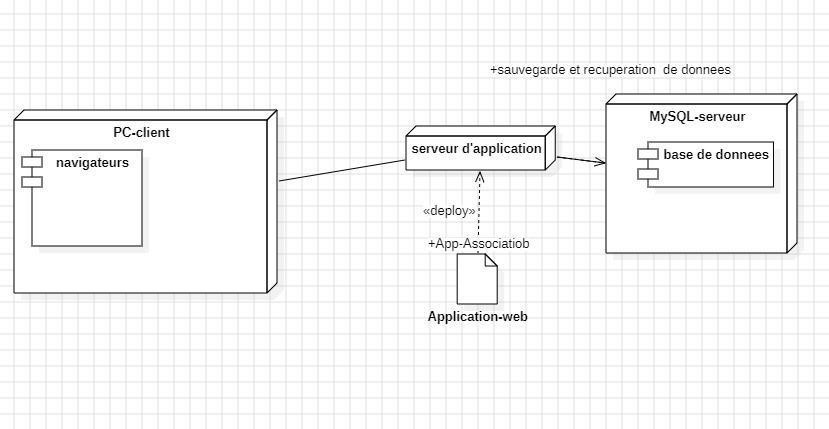 +sauvegarde et recuperation de donnees
PC-client
navigateurs
serveur d'application
MySQL-serveur
base de donnees
«deploy»
+App-Associatiob
Application-web